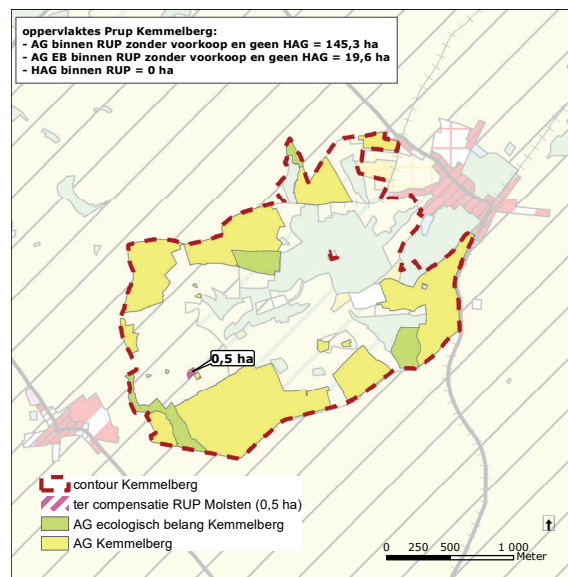 oppervlaktes Prup Kemmelberg:
- AG binnen RUP zonder voorkoop en geen HAG = 145,3 ha
- AG EB binnen RUP zonder voorkoop en geen HAG = 19,6 ha
- HAG binnen RUP = 0 ha
0,5 ha
contour Kemmelberg
ter compensatie RUP Molsten (0,5 ha)
AG ecologisch belang Kemmelberg
AG Kemmelberg
0 250 500 1 000
Meter